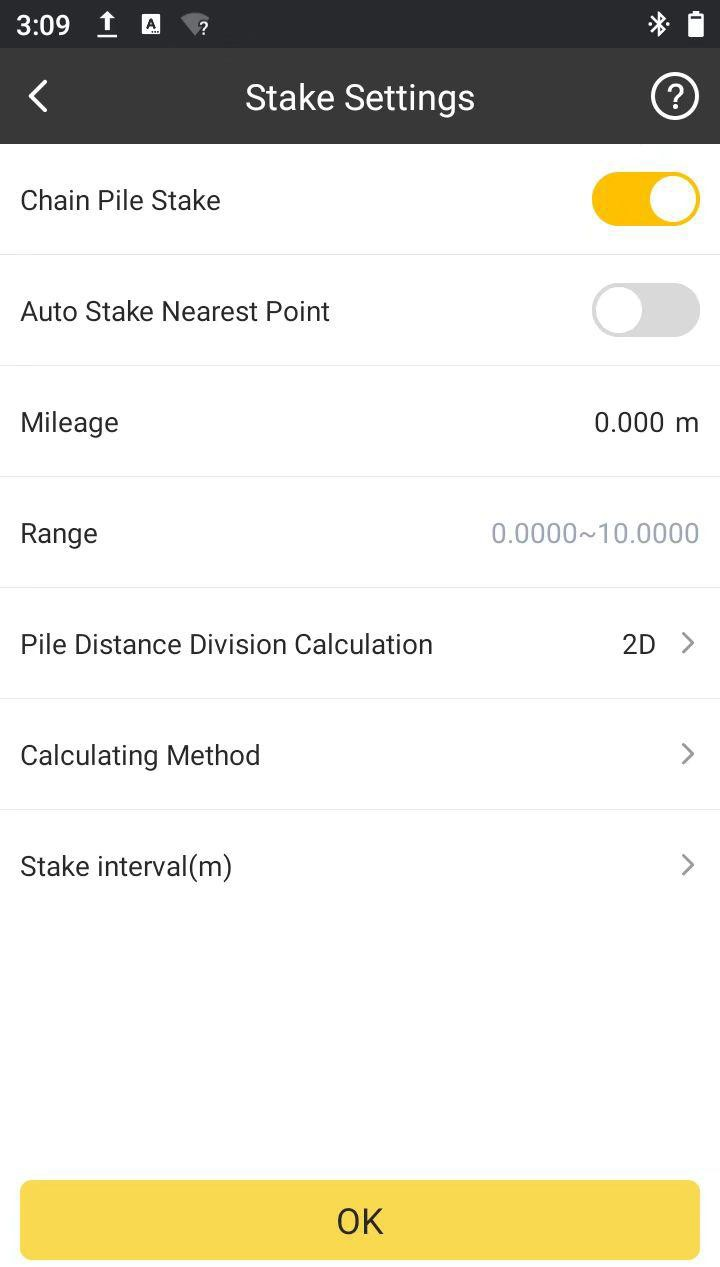 3:09
A
?
Stake Settings
?
Chain Pile Stake
Auto Stake Nearest Point
Mileage 0.000 m
Range 0.0000~10.0000
Pile Distance Division Calculation 2D
Calculating Method
Stake interval(m)
OK